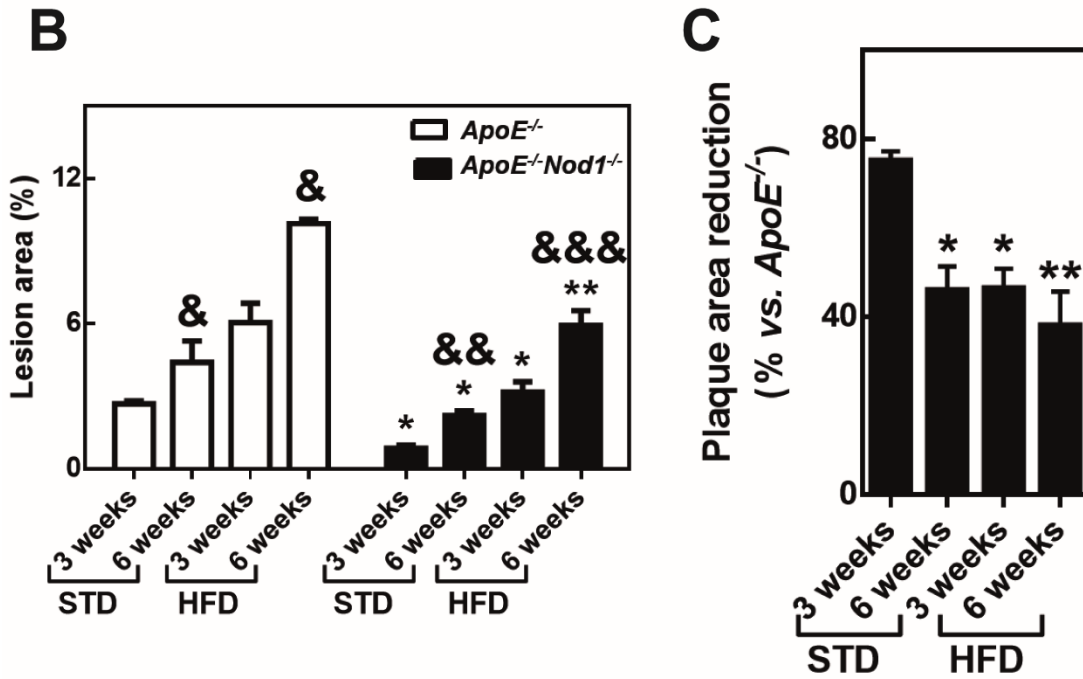 B
Lesion area (%)
12
6
0
ApoE-/-
ApoE-/-Nod1-/-
&
&
*
&&
*
*
&&&
**
3 weeks
6 weeks
3 weeks
6 weeks
3 weeks
6 weeks
3 weeks
6 weeks
STD
HFD
STD
HFD
C
Plaque area reduction
(% vs. ApoE-/-)
80
40
0
*
*
**
3 weeks
6 weeks
3 weeks
6 weeks
STD
HFD